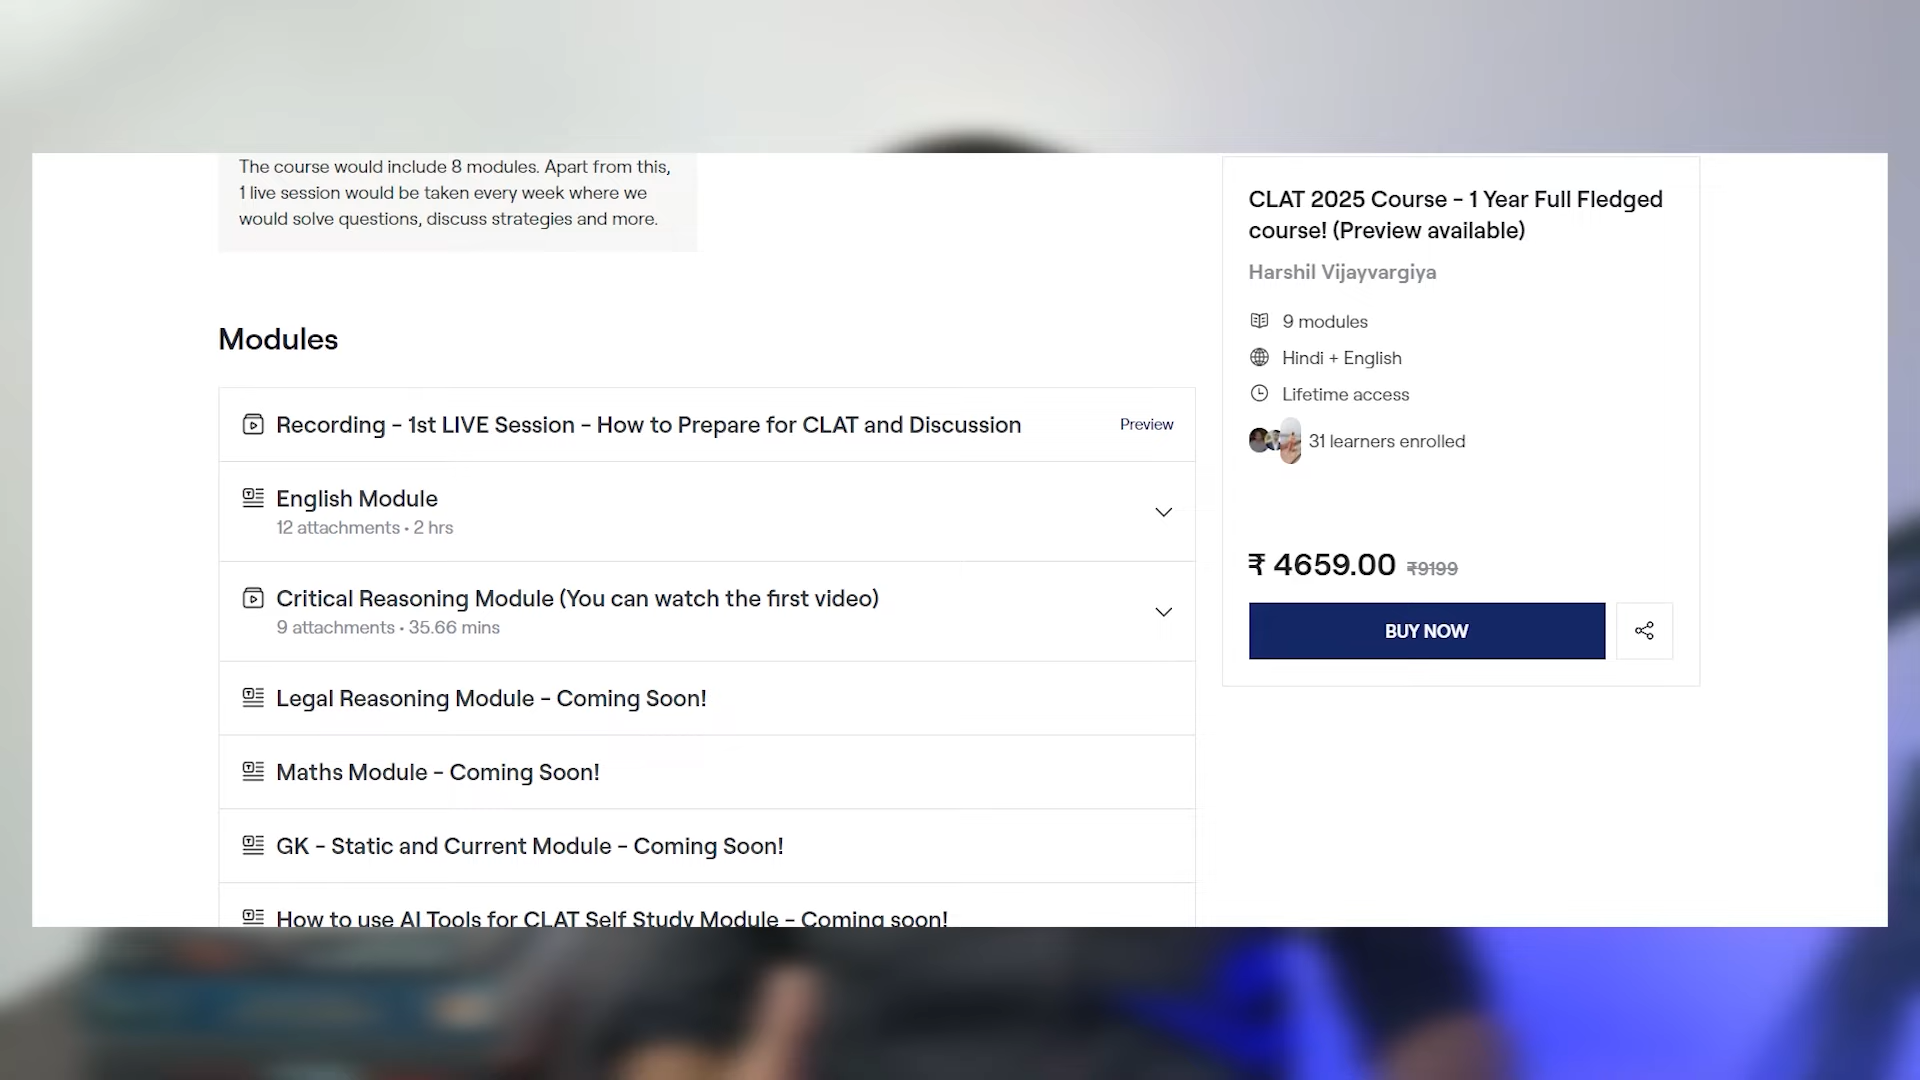 The course would include 8 modules. Apart from this,
1 live session would be taken every week where we
would solve questions, discuss strategies and more.
Modules
Recording - 1st LIVE Session - How to Prepare for CLAT and Discussion
Preview
English Module
12 attachments • 2 hrs
Critical Reasoning Module (You can watch the first video)
9 attachments • 35.66 mins
Legal Reasoning Module - Coming Soon!
Maths Module - Coming Soon!
GK - Static and Current Module - Coming Soon!
How to use AI Tools for CLAT Self Study Module - Coming soon!
CLAT 2025 Course - 1 Year Full Fledged
course! (Preview available)
Harshil Vijayvargiya
9 modules
Hindi + English
Lifetime access
31 learners enrolled
₹ 4659.00 ₹9199
BUY NOW